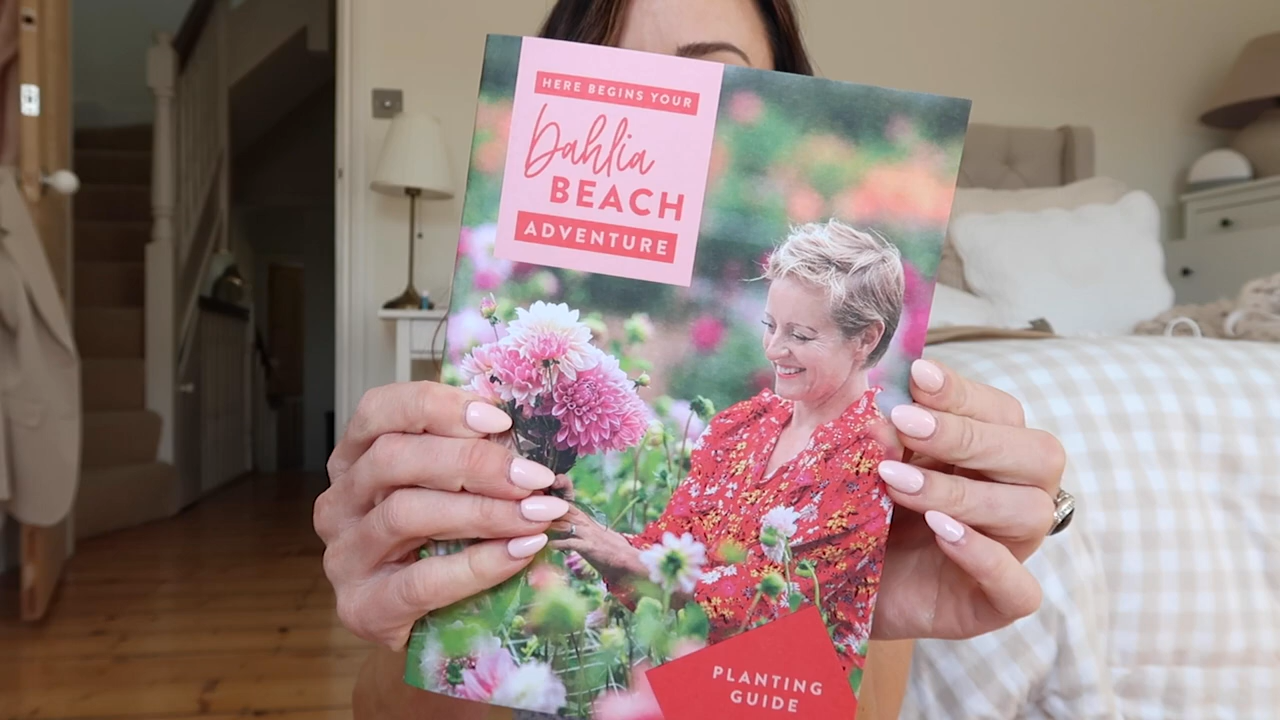 HERE BEGINS YOUR
Dahlia
BEACH
ADVENTURE
PLANTING
GUIDE